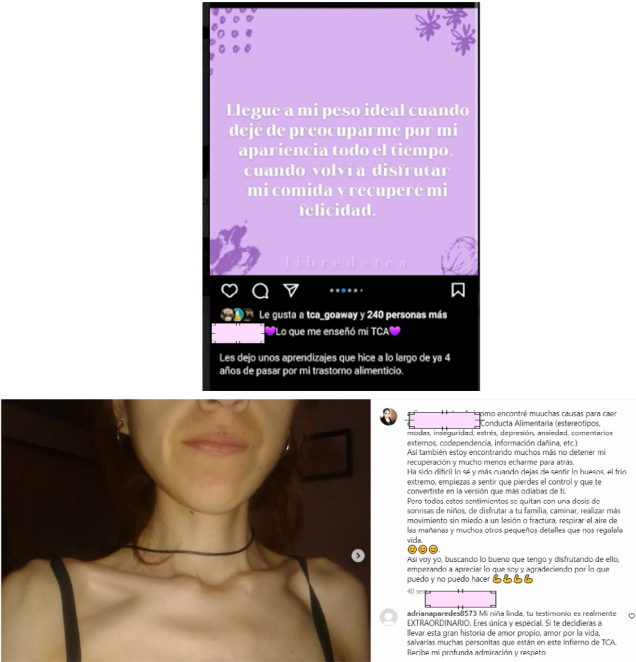 Llegué a mi peso ideal cuando
dejé de preocuparme por mi
apariencia todo el tiempo,
cuando volví a disfrutar
mi comida y recuperé mi
felicidad.
libredetca
Le gusta a tca_goaway y 240 personas más
Lo que me enseñó mi TCA
Les dejo unos aprendizajes que hice a lo largo de ya 4
años de pasar por mi trastorno alimenticio.
como encontré muuchas causas para caer
Conducta Alimentaria (estereotipos,
modas, inseguridad, estrés, depresión, ansiedad, comentarios
externos, codependencia, información dañina, etc.)
Así también estoy encontrando muchos más no detener mi
recuperación y mucho menos echarme para atrás.
Ha sido difícil lo sé y más cuando dejas de sentir lo huesos, el frío
extremo, empiezas a sentir que pierdes el control y que te
convertiste en la versión que más odiabas de ti.
Pero todos estos sentimientos se quitan con una dosis de
sonrisas de niños, de disfrutar a tu familia, caminar, realizar más
movimiento sin miedo a un lesión o fractura, respirar el aire de
las mañanas y muchos otros pequeños detalles que nos regalala
vida.
Así voy yo, buscando lo bueno que tengo y disfrutando de ello,
empezando a apreciar lo que soy y agradeciendo por lo que
puedo y no puedo hacer
40 sem
adrianaparedes8573 Mi niña linda, tu testimonio es realmente
EXTRAORDINARIO. Eres única y especial. Si te decidieras a
llevar esta gran historia de amor propio, amor por la vida,
salvarías muchas personitas que están en este infierno de TCA.
Recibe mi profunda admiración y respeto